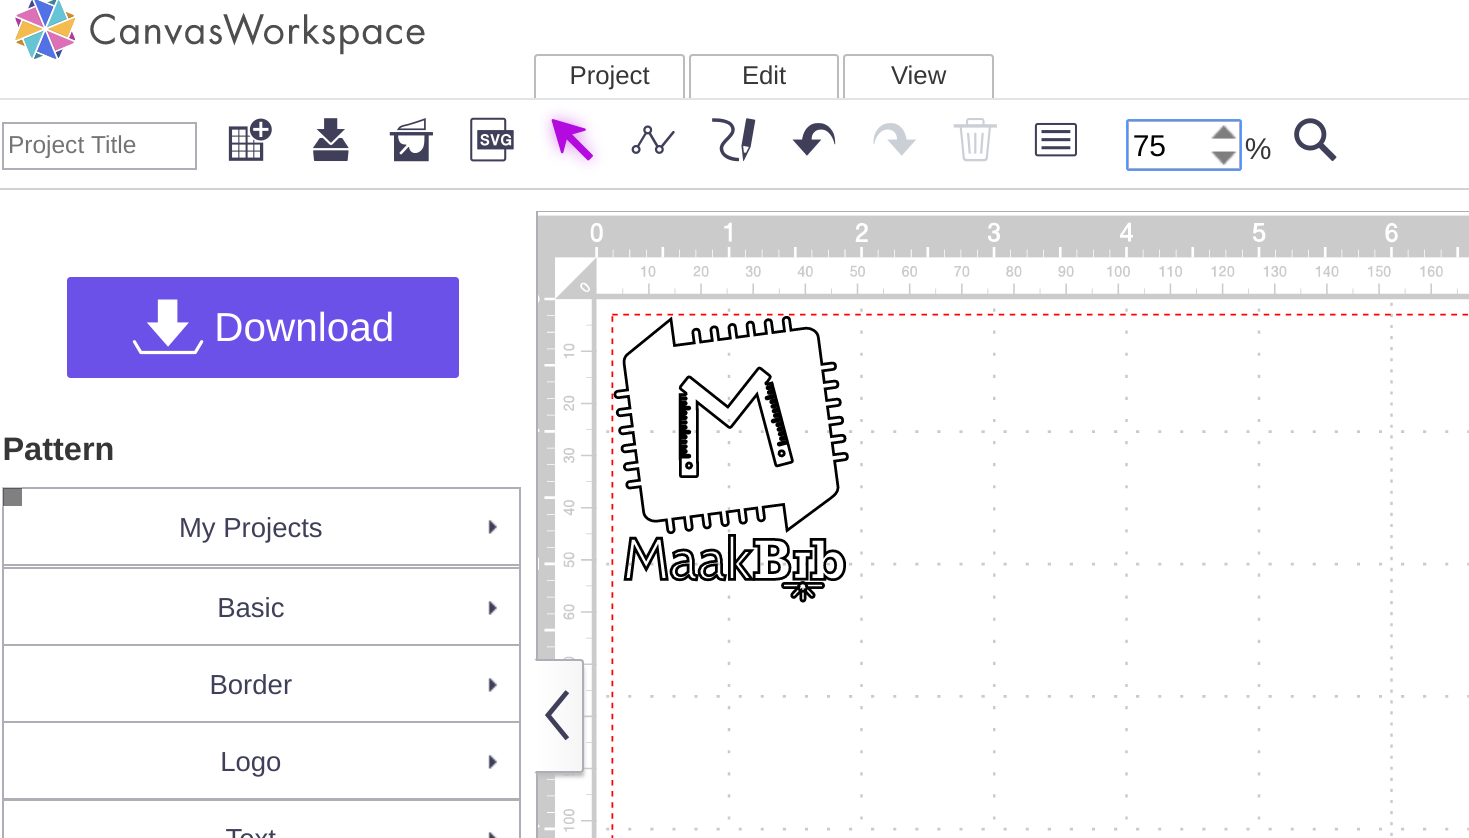 CanvasWorkspace
Project Edit View
Project Title
SVG
75 %
Download
0 1 2 3 4 5 6
10 20 30 40 50 60 70 80 90 100 110 120 130 140 150 160
0
10
20
30
40
50
60
100
Pattern
My Projects
Basic
Border
Logo
Text
M
MaakBıb